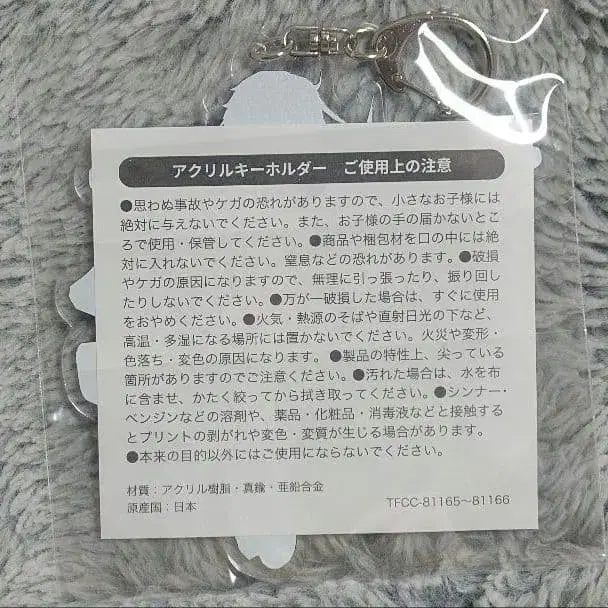 アクリルキーホルダー　ご使用上の注意
●思わぬ事故やケガの恐れがありますので、小さなお子様には
絶対に与えないでください。また、お子様の手の届かないとこ
ろで使用・保管してください。●商品や梱包材を口の中には絶
対に入れないでください。窒息などの恐れがあります。●破損
やケガの原因になりますので、無理に引っ張ったり、振り回し
たりしないでください。●万が一破損した場合は、すぐに使用
をおやめください。●火気・熱源のそばや直射日光の下など、
高温・多湿になる場所には置かないでください。火災や変形・
色落ち・変色の原因になります。●製品の特性上、尖っている
箇所がありますのでご注意ください。●汚れた場合は、水を布
に含ませ、かたく絞ってから拭き取ってください。●シンナー・
ベンジンなどの溶剤や、薬品・化粧品・消毒液などと接触する
とプリントの剥がれや変色・変質が生じる場合があります。
●本来の目的以外にはご使用にならないでください。
材質：アクリル樹脂・真鍮・亜鉛合金
原産国：日本
TFCC-81165～81166